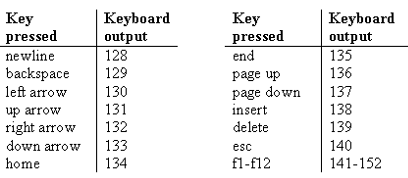 Key pressed Keyboard output
newline 128
backspace 129
left arrow 130
up arrow 131
right arrow 132
down arrow 133
home 134
Key pressed Keyboard output
end 135
page up 136
page down 137
insert 138
delete 139
esc 140
f1-f12 141-152